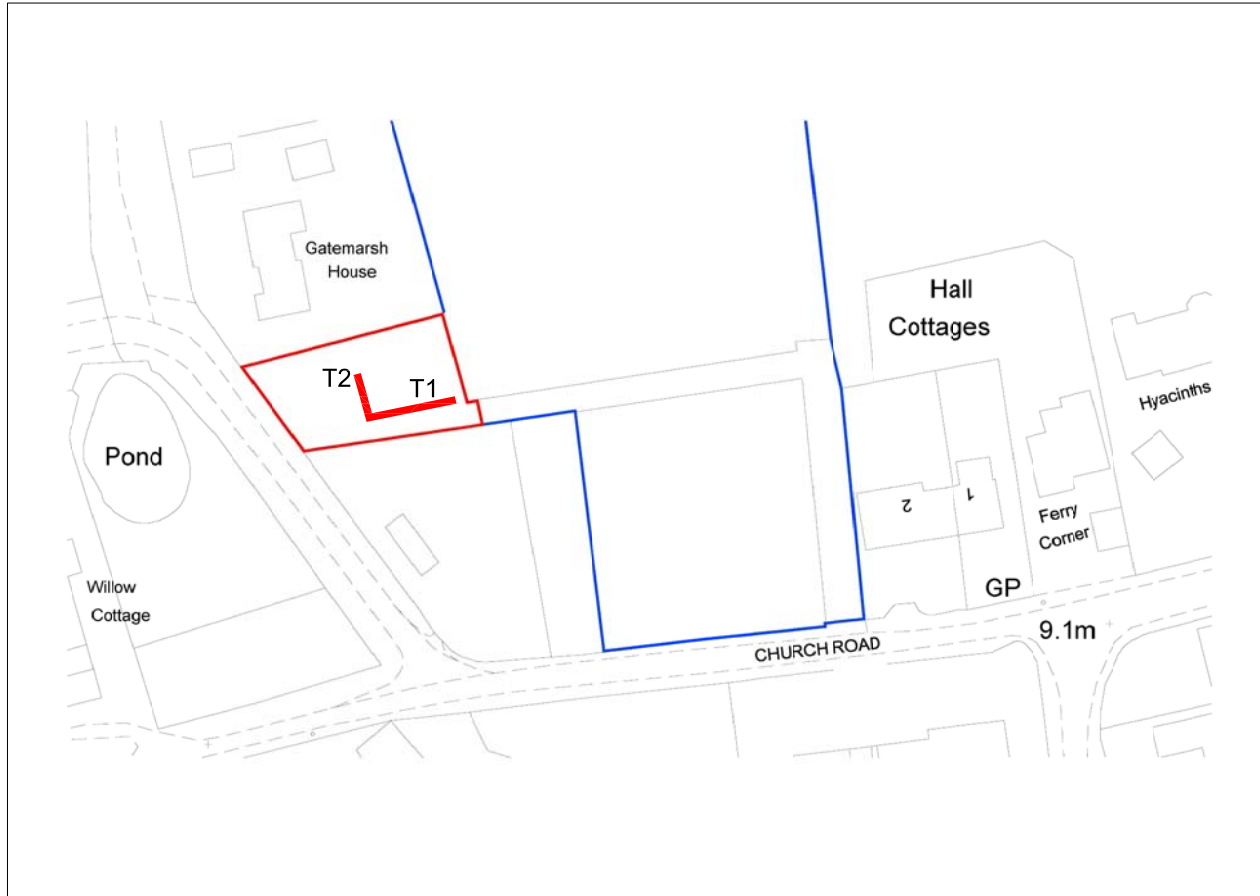 Gatemarsh
House
Hall
Cottages
T2
T1
Hyacinths
Pond
2
1
Ferry
Corner
Willow
Cottage
GP
9.1m
CHURCH ROAD